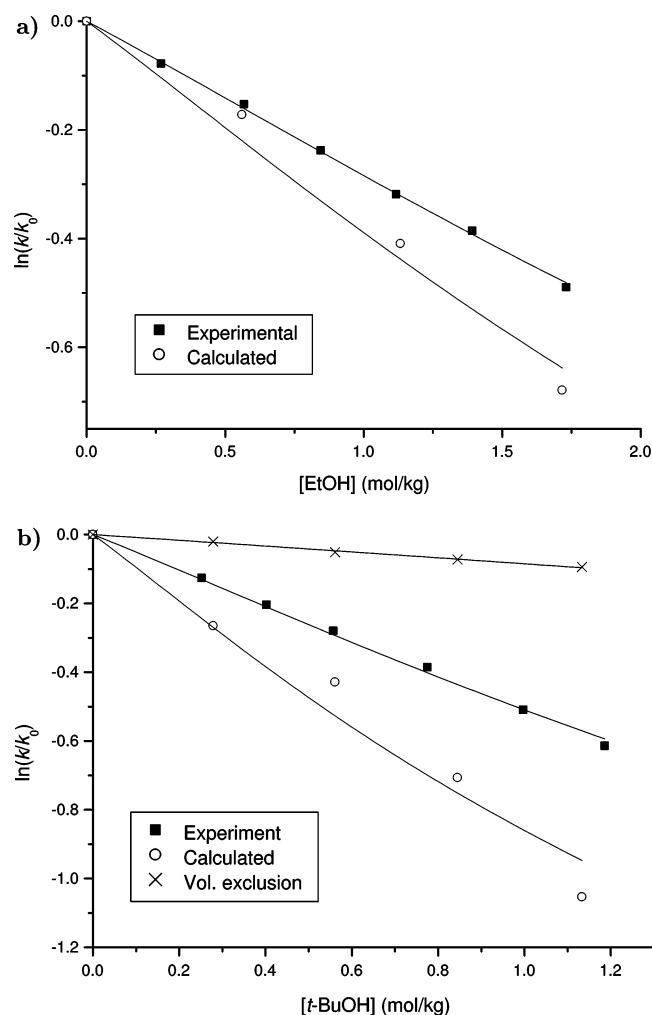 a)
0.0
-0.2
-0.4
-0.6
ln(k/k0)
Experimental
Calculated
0.0 0.5 1.0 1.5 2.0
[EtOH] (mol/kg)
b)
0.0
-0.2
-0.4
-0.6
-0.8
-1.0
-1.2
ln(k/k0)
Experiment
Calculated
Vol. exclusion
0.0 0.2 0.4 0.6 0.8 1.0 1.2
[t-BuOH] (mol/kg)